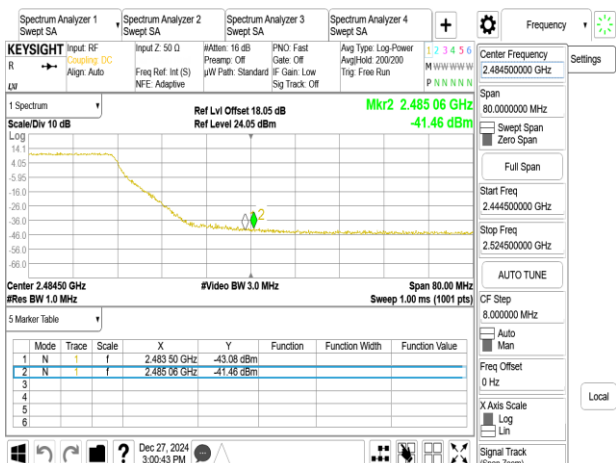 Spectrum Analyzer 1
Swept SA
Spectrum Analyzer 2
Swept SA
Spectrum Analyzer 3
Swept SA
Spectrum Analyzer 4
Swept SA
Frequency
KEYSIGHT
R
Input: RF
Coupling: DC
Align: Auto
Input Z: 50 Ω
Freq Ref: Int (S)
NFE: Adaptive
#Atten: 16 dB
Preamp: Off
µW Path: Standard
PNO: Fast
Gate: Off
IF Gain: Low
Sig Track: Off
Avg Type: Log-Power
Avg|Hold: 200/200
Trig: Free Run
1 2 3 4 5 6
M W W W W W
P N N N N N
1 Spectrum
Scale/Div 10 dB
Ref Lvl Offset 18.05 dB
Ref Level 24.05 dBm
Mkr2 2.485 06 GHz
-41.46 dBm
Log
14.1
4.05
-5.95
-16.0
-26.0
-36.0
-46.0
-56.0
-66.0
2
Center 2.48450 GHz
#Video BW 3.0 MHz
Span 80.00 MHz
#Res BW 1.0 MHz
Sweep 1.00 ms (1001 pts)
5 Marker Table
Mode Trace Scale X Y Function Function Width Function Value
1 N 1 f 2.483 50 GHz -43.08 dBm
2 N 1 f 2.485 06 GHz -41.46 dBm
3
4
5
6
Dec 27, 2024
3:00:43 PM
Center Frequency
2.484500000 GHz
Span
80.0000000 MHz
Swept Span
Zero Span
Full Span
Start Freq
2.444500000 GHz
Stop Freq
2.524500000 GHz
AUTO TUNE
CF Step
8.000000 MHz
Auto
Man
Freq Offset
0 Hz
X Axis Scale
Log
Lin
Signal Track
Settings
Local